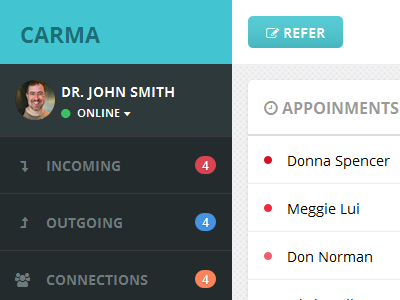 CARMA
REFER
DR. JOHN SMITH
ONLINE
INCOMING 4
OUTGOING 4
CONNECTIONS 4
APPOINMENTS
Donna Spencer
Meggie Lui
Don Norman